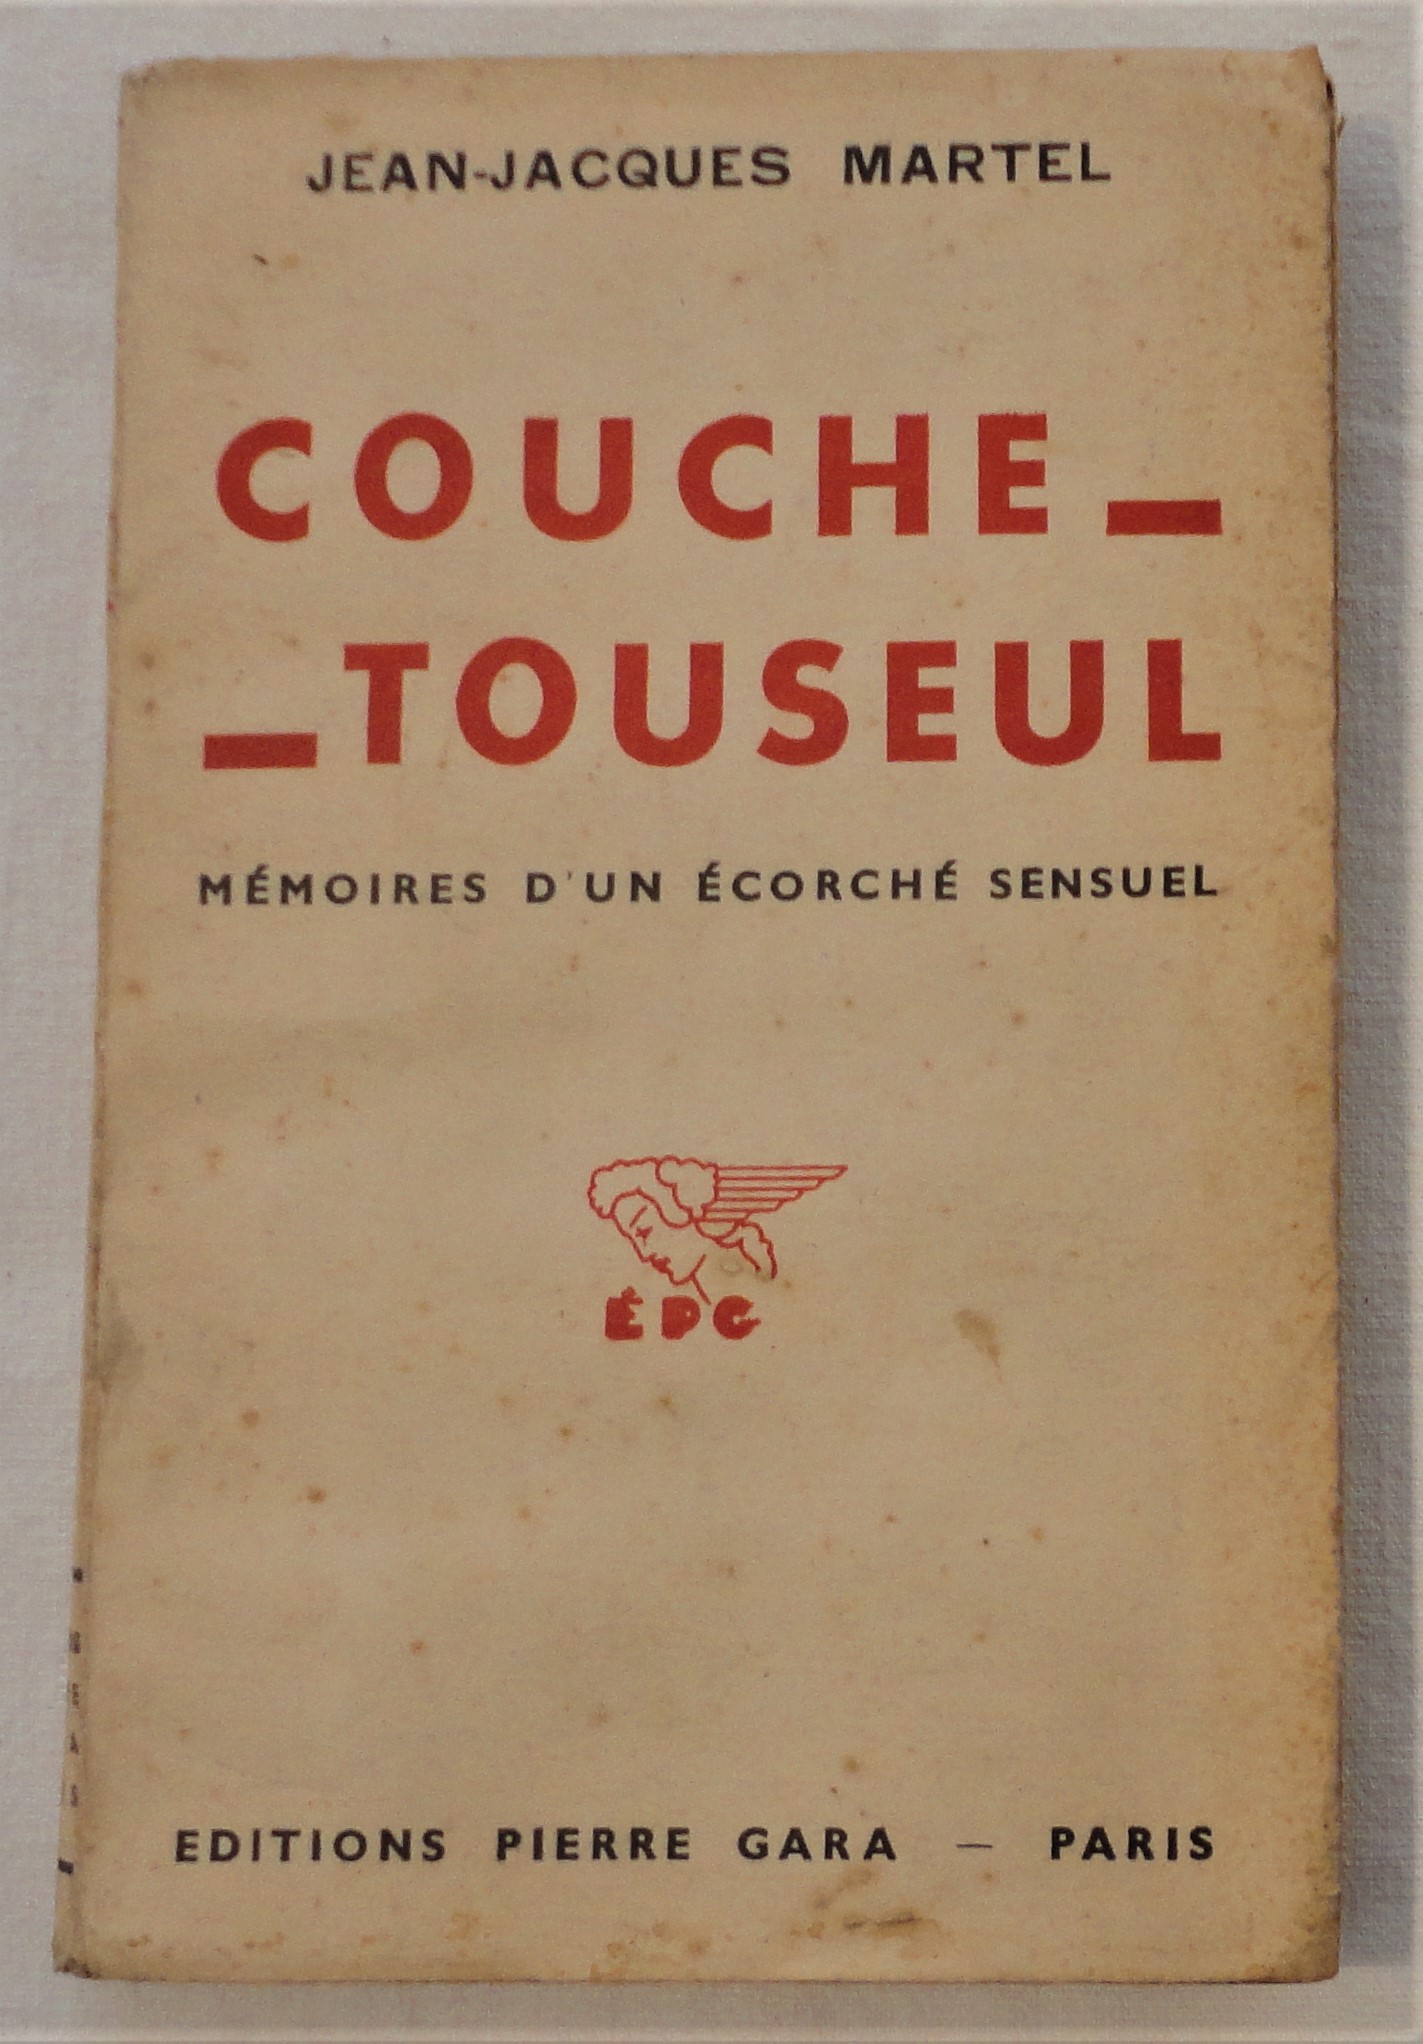 JEAN-JACQUES MARTEL
COUCHE_
_TOUSEUL
MÉMOIRES D'UN ÉCORCHÉ SENSUEL
ÉPG
EDITIONS PIERRE GARA — PARIS